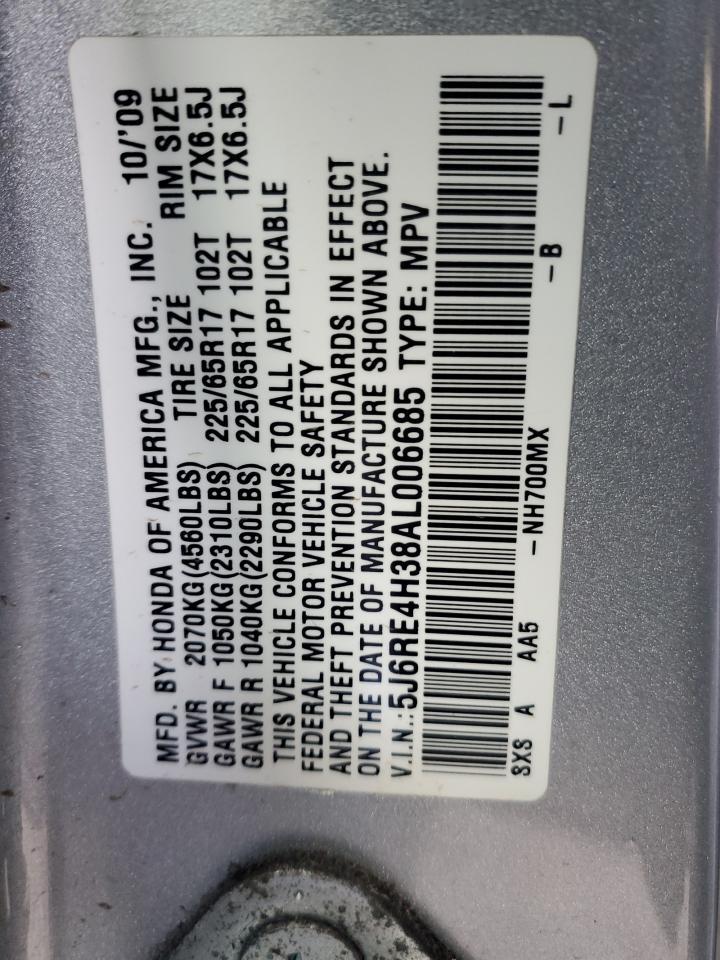 MFD. BY HONDA OF AMERICA MFG., INC. 10/'09
GVWR 2070KG(4560LBS) TIRE SIZE RIM SIZE
GAWR F 1050KG(2310LBS) 225/65R17 102T 17X6.5J
GAWR R 1040KG(2290LBS) 225/65R17 102T 17X6.5J
THIS VEHICLE CONFORMS TO ALL APPLICABLE
FEDERAL MOTOR VEHICLE SAFETY
AND THEFT PREVENTION STANDARDS IN EFFECT
ON THE DATE OF MANUFACTURE SHOWN ABOVE.
V.I.N.:5J6RE4H38AL006685 TYPE: MPV
SXS A AA5 -NH700MX -B -L